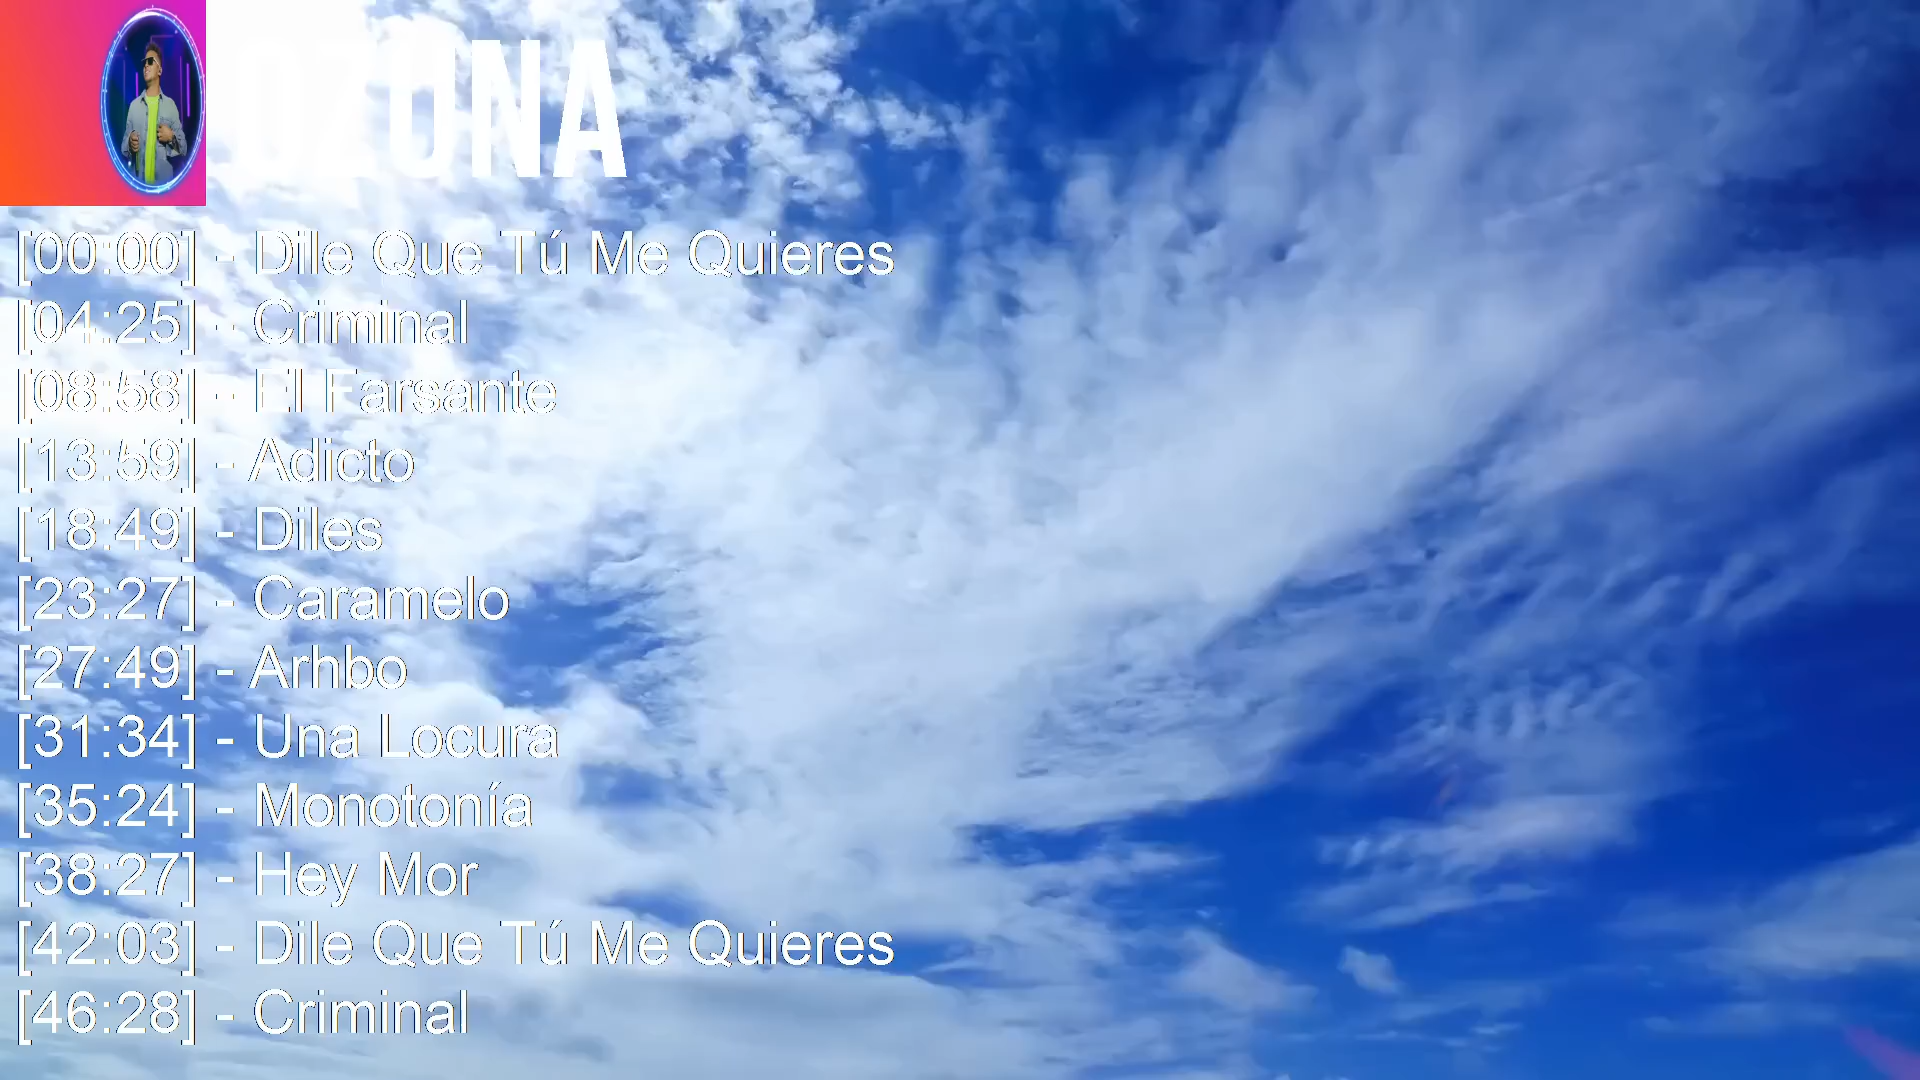 OZUNA
[00:00] - Dile Que Tú Me Quieres
[04:25] - Criminal
[08:58] - El Farsante
[13:59] - Adicto
[18:49] - Diles
[23:27] - Caramelo
[27:49] - Arhbo
[31:34] - Una Locura
[35:24] - Monotonía
[38:27] - Hey Mor
[42:03] - Dile Que Tú Me Quieres
[46:28] - Criminal